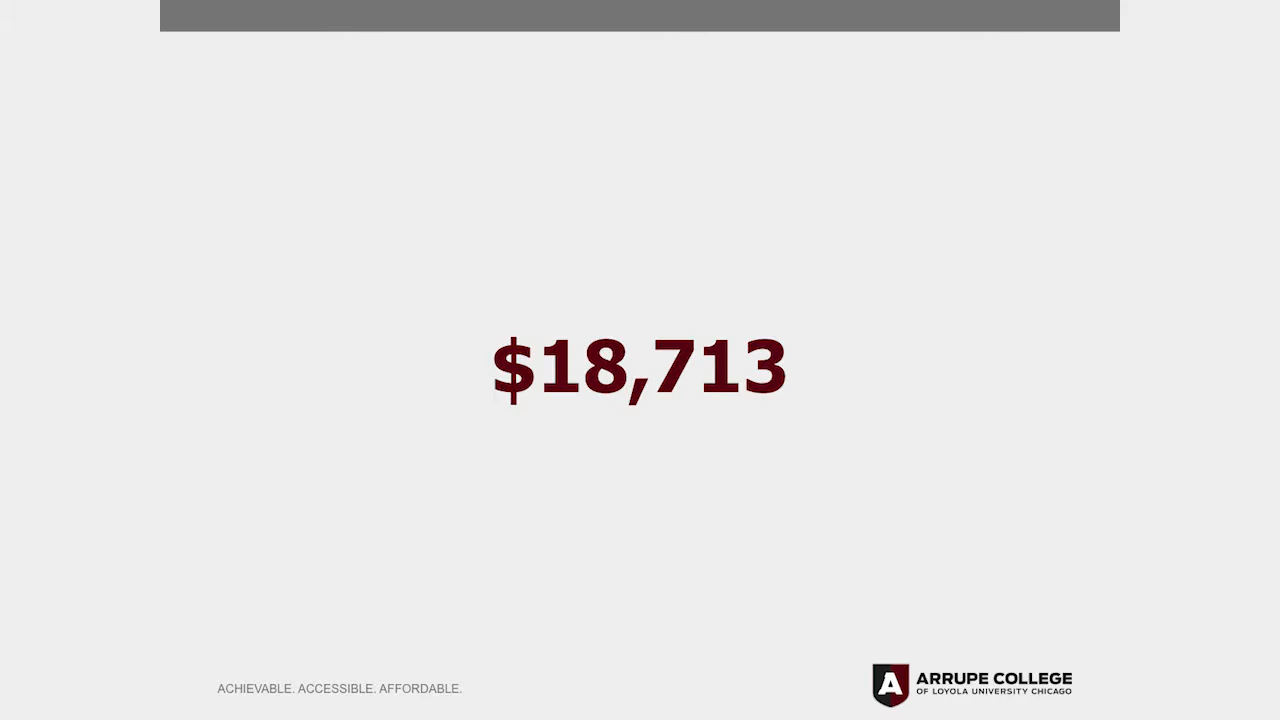 $18,713
ACHIEVABLE. ACCESSIBLE. AFFORDABLE.
A
ARRUPE COLLEGE
OF LOYOLA UNIVERSITY CHICAGO